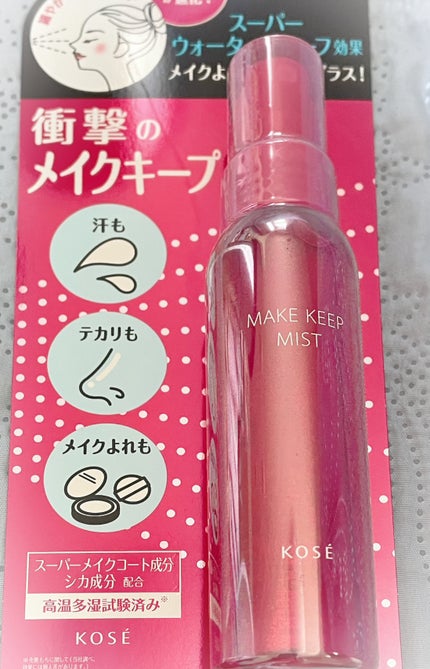 スーパー
ウォーター
フ効果
メイクよ
プラス!
衝撃の
メイクキープ
汗も
テカリも
メイクよれも
MAKE KEEP
MIST
KOSÉ
スーパーメイクコート成分
シカ成分 配合
高温多湿試験済み※
KOSÉ